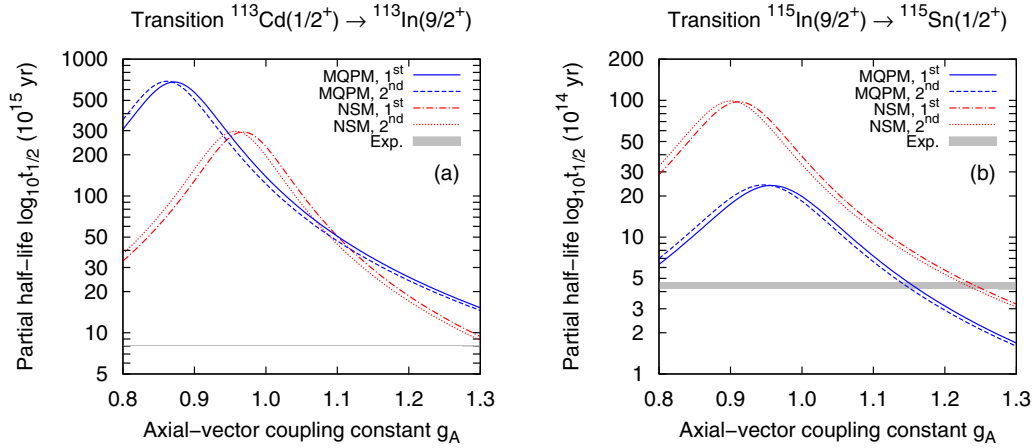 Transition ¹¹³Cd(1/2⁺) → ¹¹³In(9/2⁺)
Partial half−life log₁₀t₁/₂ (10¹⁵ yr)
1000
500
300
200
100
50
30
20
10
5
MQPM, 1ˢᵗ
MQPM, 2ⁿᵈ
NSM, 1ˢᵗ
NSM, 2ⁿᵈ
Exp.
(a)
0.8 0.9 1.0 1.1 1.2 1.3
Axial−vector coupling constant g_A
Transition ¹¹⁵In(9/2⁺) → ¹¹⁵Sn(1/2⁺)
Partial half−life log₁₀t₁/₂ (10¹⁴ yr)
200
100
40
20
10
5
4
2
1
MQPM, 1ˢᵗ
MQPM, 2ⁿᵈ
NSM, 1ˢᵗ
NSM, 2ⁿᵈ
Exp.
(b)
0.8 0.9 1.0 1.1 1.2 1.3
Axial−vector coupling constant g_A